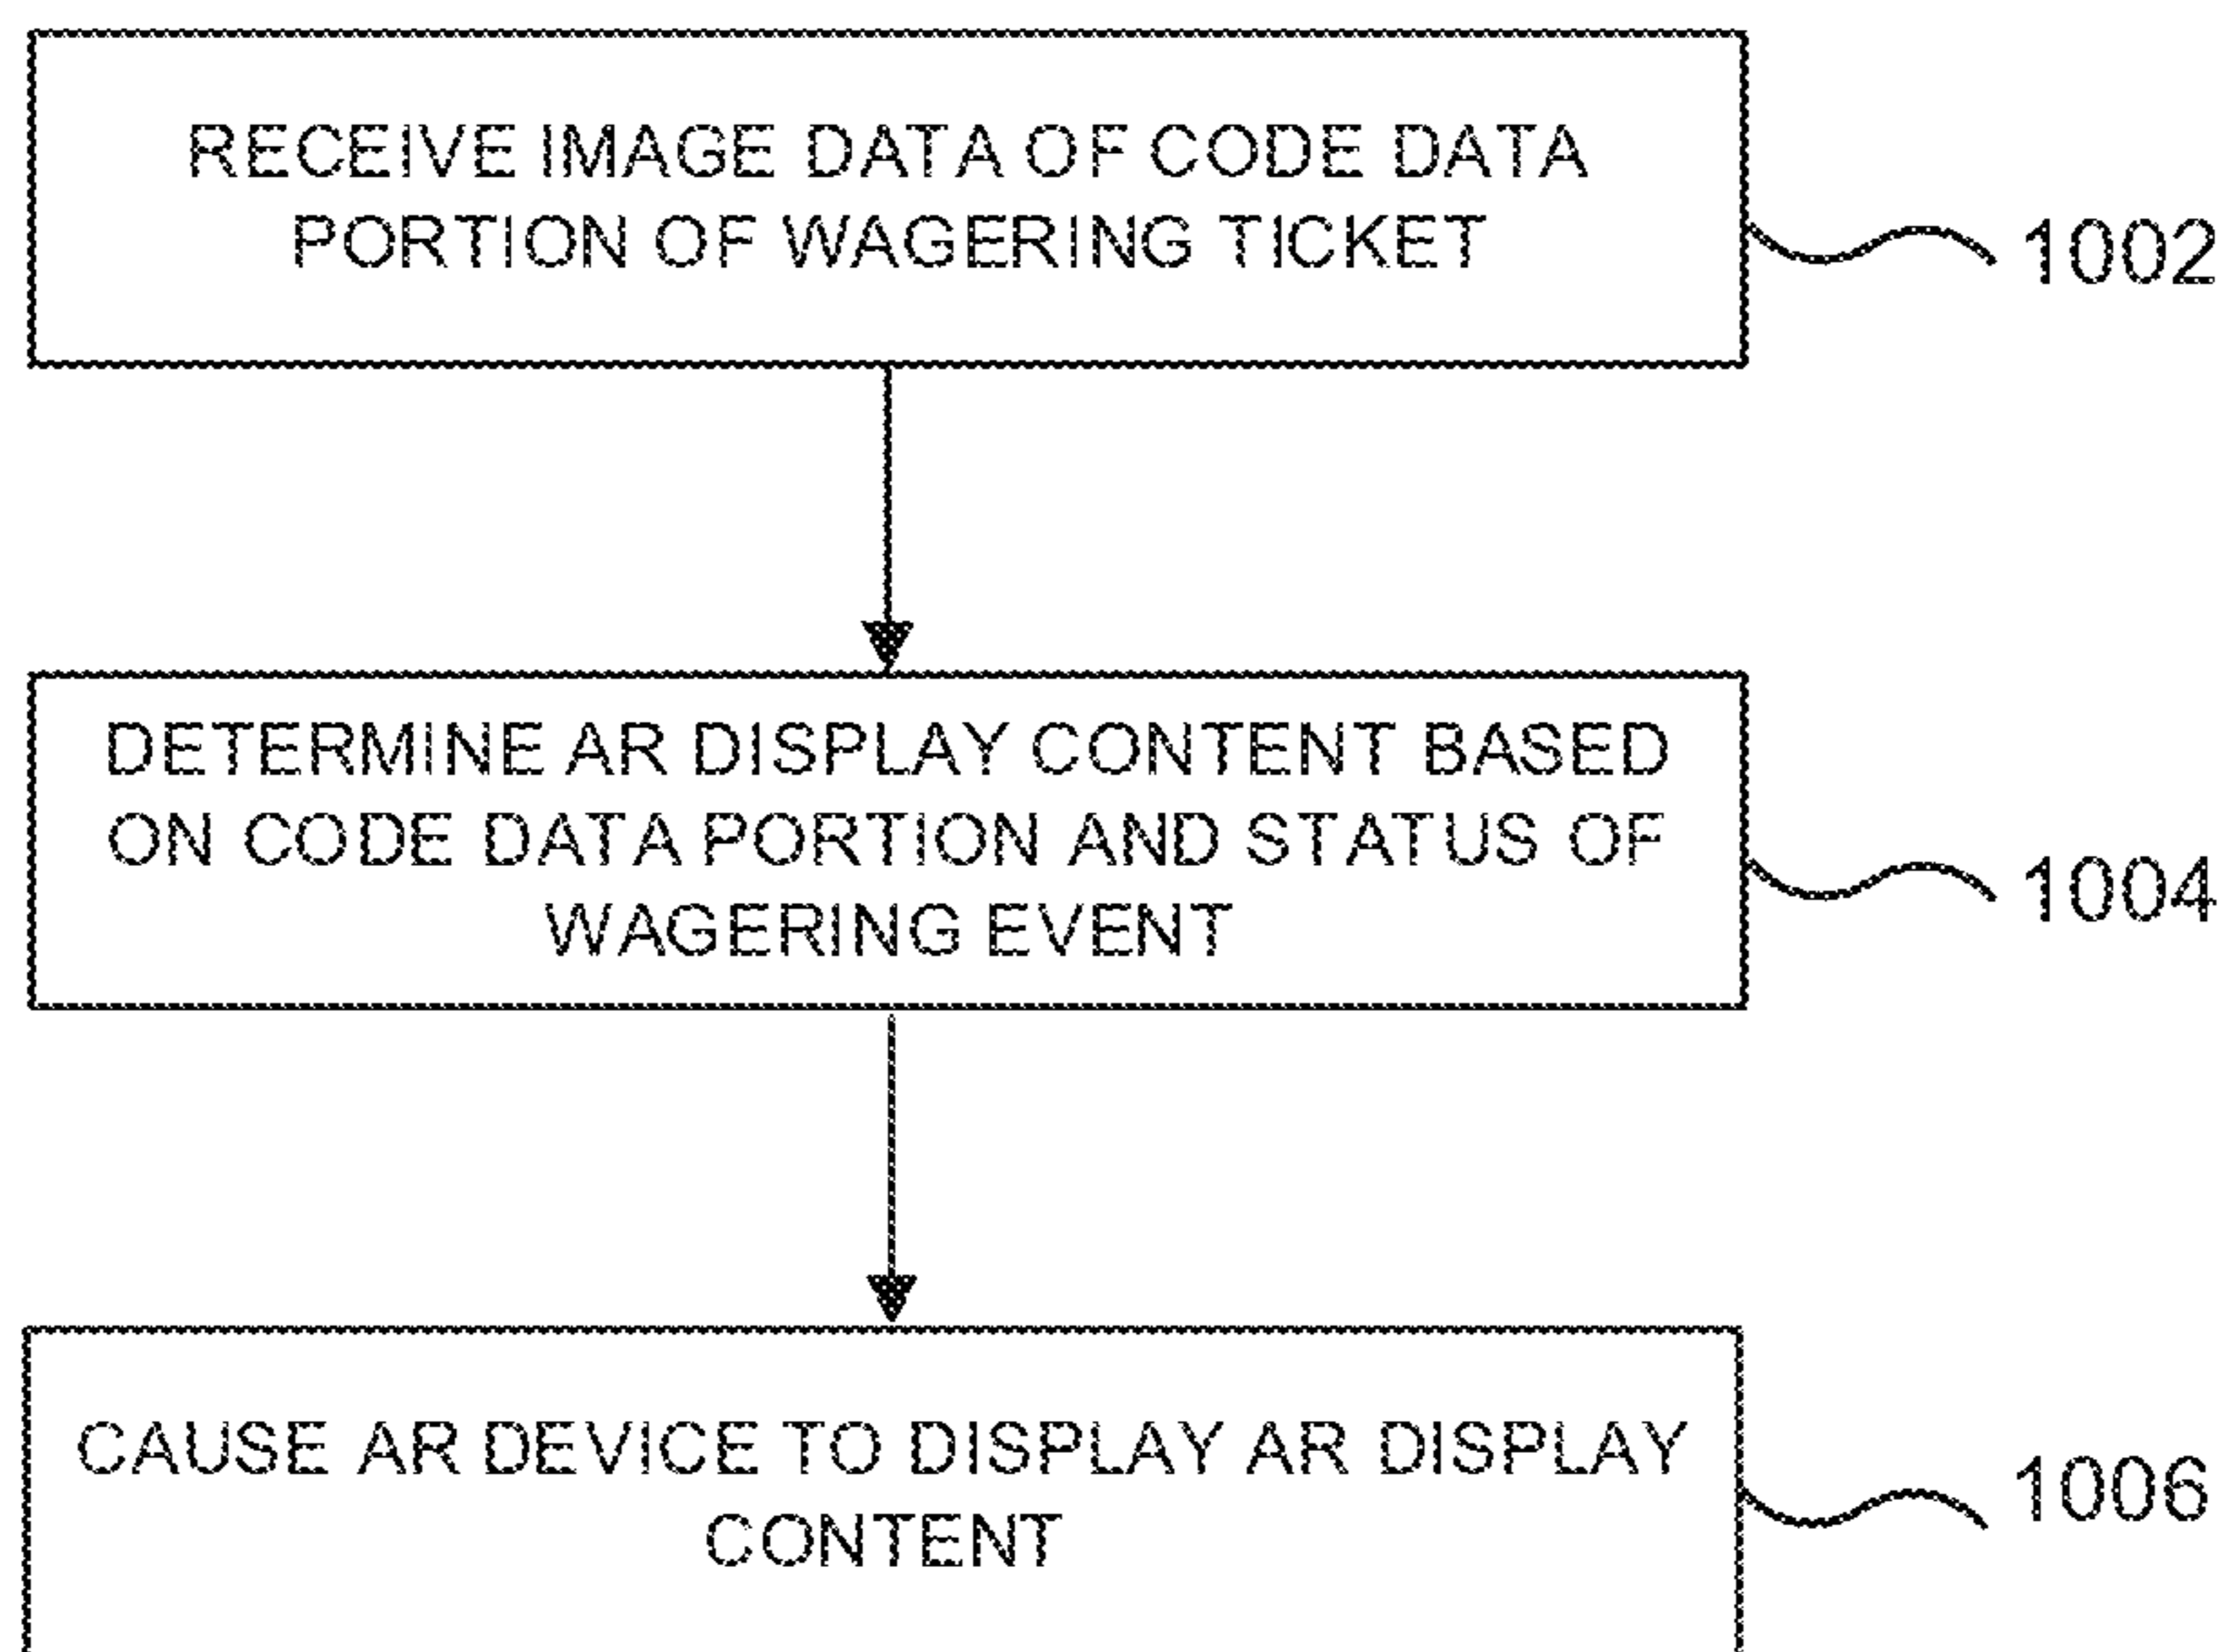 RECEIVE IMAGE DATA OF CODE DATA
PORTION OF WAGERING TICKET
1002
DETERMINE AR DISPLAY CONTENT BASED
ON CODE DATA PORTION AND STATUS OF
WAGERING EVENT
1004
CAUSE AR DEVICE TO DISPLAY AR DISPLAY
CONTENT
1006